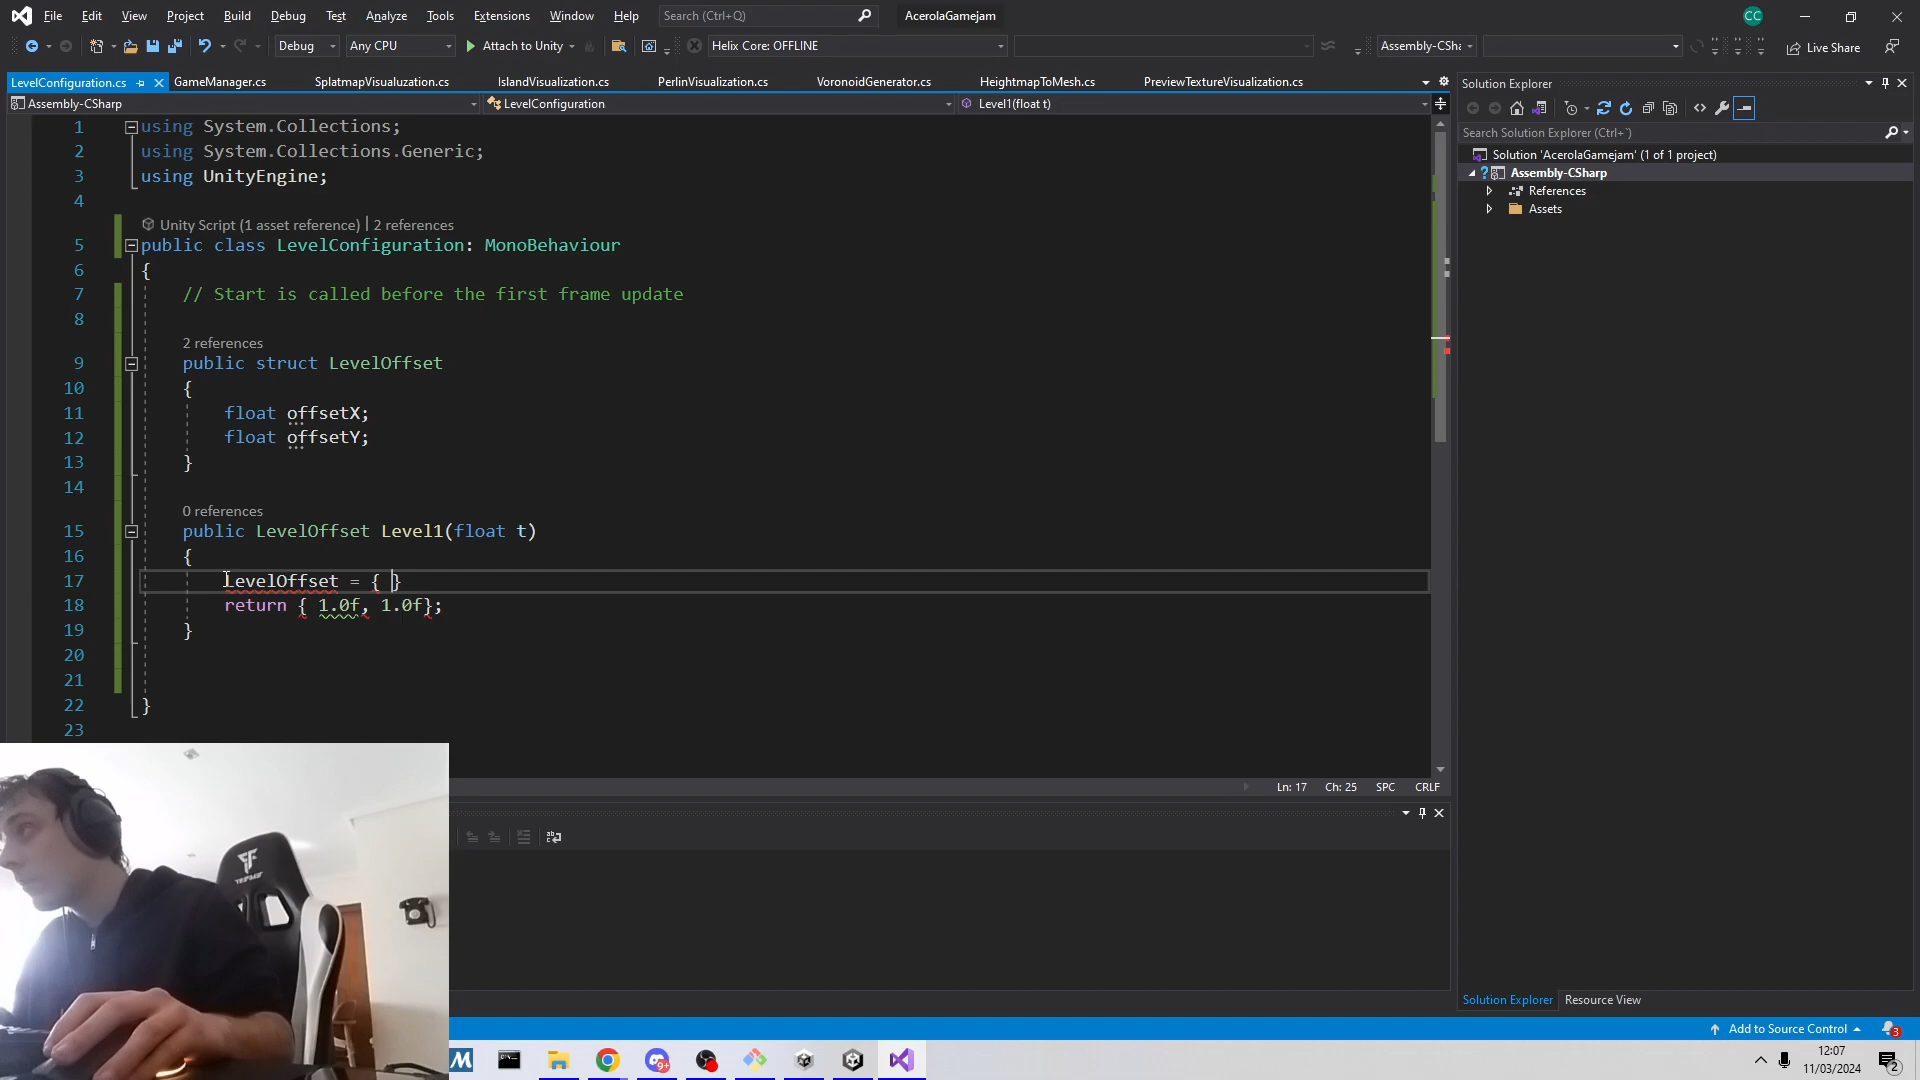 File Edit View Project Build Debug Test Analyze Tools Extensions Window Help Search (Ctrl+Q) AcerolaGamejam CC
Debug Any CPU Attach to Unity Helix Core: OFFLINE Assembly-CSha Live Share
LevelConfiguration.cs GameManager.cs SplatmapVisualuzation.cs IslandVisualization.cs PerlinVisualization.cs VoronoidGenerator.cs HeightmapToMesh.cs PreviewTextureVisualization.cs
Assembly-CSharp LevelConfiguration Level1(float t)
1 using System.Collections;
2 using System.Collections.Generic;
3 using UnityEngine;
4
Unity Script (1 asset reference) | 2 references
5 public class LevelConfiguration: MonoBehaviour
6 {
7 // Start is called before the first frame update
8
2 references
9 public struct LevelOffset
10 {
11 float offsetX;
12 float offsetY;
13 }
14
0 references
15 public LevelOffset Level1(float t)
16 {
17 LevelOffset = { }
18 return { 1.0f, 1.0f};
19 }
20
21
22 }
23
Ln: 17 Ch: 25 SPC CRLF
Solution Explorer
Search Solution Explorer (Ctrl+¨)
Solution 'AcerolaGamejam' (1 of 1 project)
Assembly-CSharp
References
Assets
Solution Explorer Resource View
Add to Source Control 3
12:07
11/03/2024
2
9+